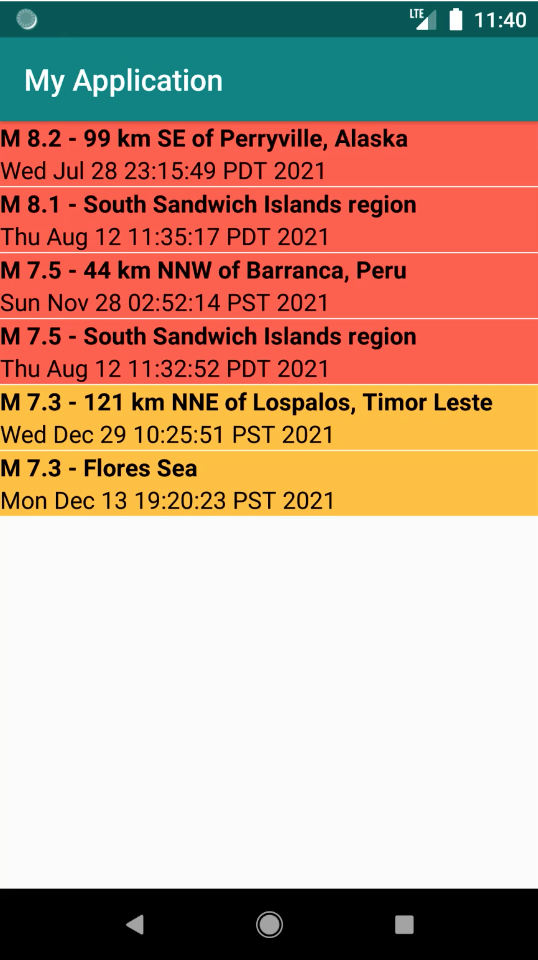 LTE 11:40
My Application
M 8.2 - 99 km SE of Perryville, Alaska
Wed Jul 28 23:15:49 PDT 2021
M 8.1 - South Sandwich Islands region
Thu Aug 12 11:35:17 PDT 2021
M 7.5 - 44 km NNW of Barranca, Peru
Sun Nov 28 02:52:14 PST 2021
M 7.5 - South Sandwich Islands region
Thu Aug 12 11:32:52 PDT 2021
M 7.3 - 121 km NNE of Lospalos, Timor Leste
Wed Dec 29 10:25:51 PST 2021
M 7.3 - Flores Sea
Mon Dec 13 19:20:23 PST 2021